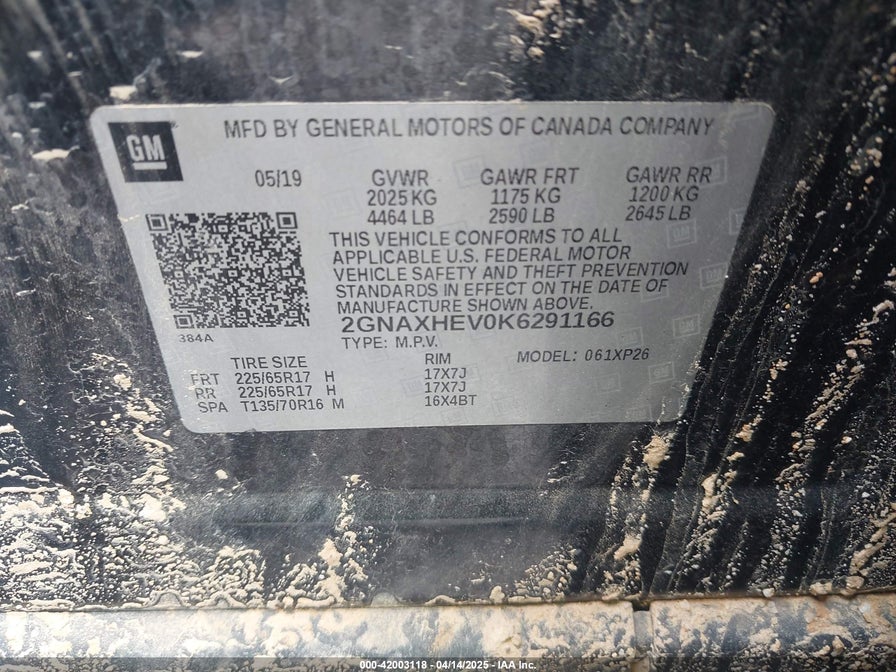 GM
MFD BY GENERAL MOTORS OF CANADA COMPANY
05/19 GVWR GAWR FRT GAWR RR
2025 KG 1175 KG 1200 KG
4464 LB 2590 LB 2645 LB
THIS VEHICLE CONFORMS TO ALL
APPLICABLE U.S. FEDERAL MOTOR
VEHICLE SAFETY AND THEFT PREVENTION
STANDARDS IN EFFECT ON THE DATE OF
MANUFACTURE SHOWN ABOVE.
2GNAXHEV0K6291166
384A
TYPE: M.P.V.
MODEL: 061XP26
TIRE SIZE RIM
FRT 225/65R17 H 17X7J
RR 225/65R17 H 17X7J
SPA T135/70R16 M 16X4BT
000-42003118 - 04/14/2025 - IAA Inc.